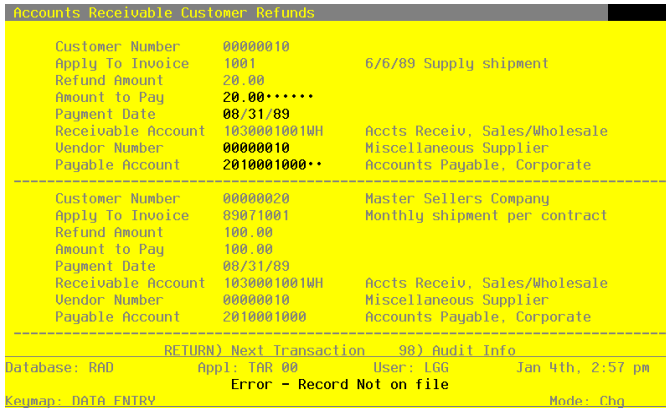 Accounts Receivable Customer Refunds
Customer Number 00000010
Apply To Invoice 1001 6/6/89 Supply shipment
Refund Amount 20.00
Amount to Pay 20.00••••••
Payment Date 08/31/89
Receivable Account 1030001001WH Accts Receiv, Sales/Wholesale
Vendor Number 00000010 Miscellaneous Supplier
Payable Account 2010001000•• Accounts Payable, Corporate
Customer Number 00000020 Master Sellers Company
Apply To Invoice 89071001 Monthly shipment per contract
Refund Amount 100.00
Amount to Pay 100.00
Payment Date 08/31/89
Receivable Account 1030001001WH Accts Receiv, Sales/Wholesale
Vendor Number 00000010 Miscellaneous Supplier
Payable Account 2010001000 Accounts Payable, Corporate
RETURN) Next Transaction 98) Audit Info
Database: RAD Appl: TAR 00 User: LGG Jan 4th, 2:57 pm
Error - Record Not on file
Keymap: DATA ENTRY Mode: Chg